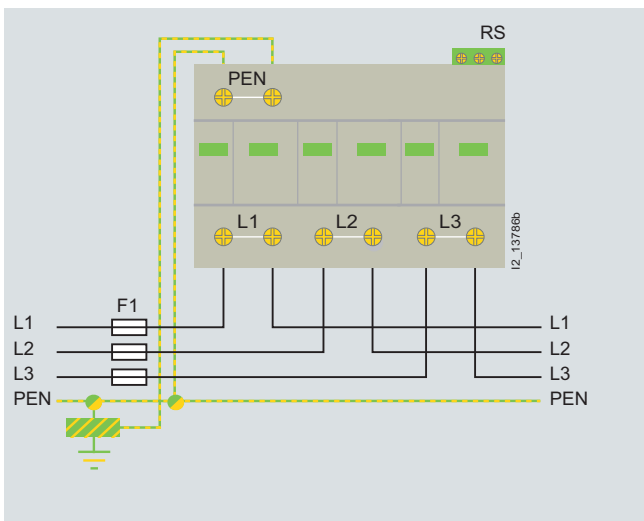 RS
PEN
L1 L2 L3
I2_13786b
F1
L1 L1
L2 L2
L3 L3
PEN PEN